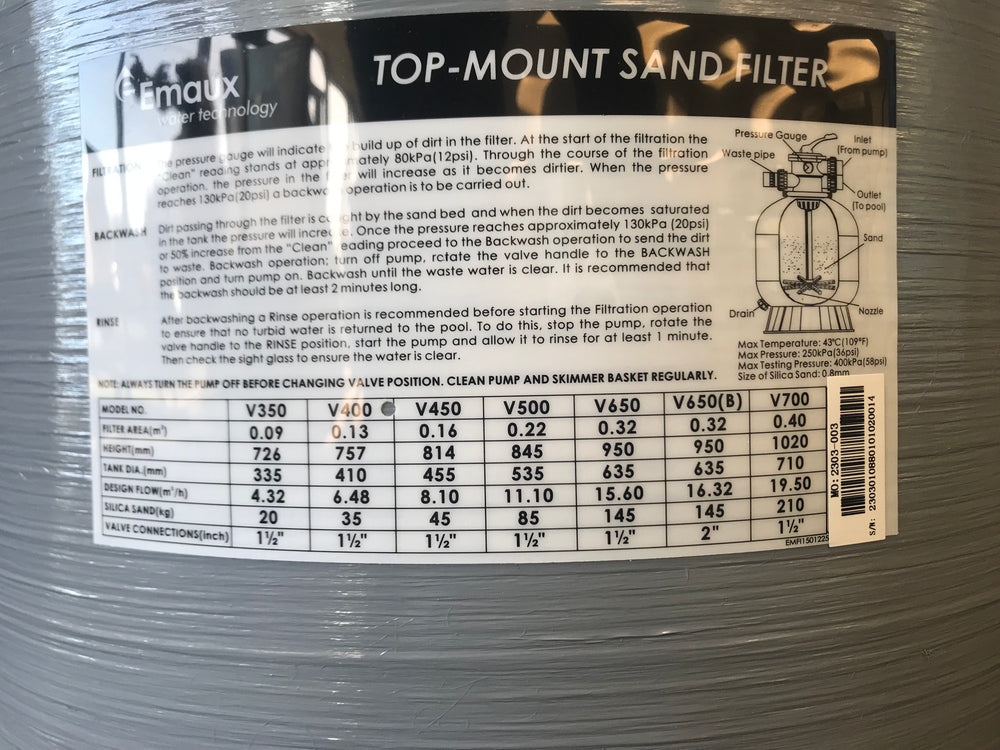 Emaux
water technology
TOP-MOUNT SAND FILTER
FILTRATION
The pressure gauge will indicate build up of dirt in the filter. At the start of the filtration the
"Clean" reading stands at approximately 80kPa(12psi). Through the course of the filtration
operation, the pressure in the filter will increase as it becomes dirtier. When the pressure
reaches 130kPa(20psi) a backwash operation is to be carried out.
BACKWASH
Dirt passing through the filter is caught by the sand bed and when the dirt becomes saturated
in the tank the pressure will increase. Once the pressure reaches approximately 130kPa (20psi)
or 50% increase from the "Clean" reading proceed to the Backwash operation to send the dirt
to waste. Backwash operation: turn off pump, rotate the valve handle to the BACKWASH
position and turn pump on. Backwash until the waste water is clear. It is recommended that
the backwash should be at least 2 minutes long.
RINSE
After backwashing a Rinse operation is recommended before starting the Filtration operation
to ensure that no turbid water is returned to the pool. To do this, stop the pump, rotate the
valve handle to the RINSE position, start the pump and allow it to rinse for at least 1 minute.
Then check the sight glass to ensure the water is clear.
NOTE: ALWAYS TURN THE PUMP OFF BEFORE CHANGING VALVE POSITION. CLEAN PUMP AND SKIMMER BASKET REGULARLY.
Pressure Gauge
Inlet
(From pump)
Waste pipe
Outlet
(To pool)
Sand
Drain
Nozzle
Max Temperature: 43°C(109°F)
Max Pressure: 250kPa(36psi)
Max Testing Pressure: 400kPa(58psi)
Size of Silica Sand: 0.8mm
MODEL NO. V350 V400 V450 V500 V650 V650(B) V700
FILTER AREA(m²) 0.09 0.13 0.16 0.22 0.32 0.32 0.40
HEIGHT(mm) 726 757 814 845 950 950 1020
TANK DIA.(mm) 335 410 455 535 635 635 710
DESIGN FLOW(m³/h) 4.32 6.48 8.10 11.10 15.60 16.32 19.50
SILICA SAND(kg) 20 35 45 85 145 145 210
VALVE CONNECTIONS(inch) 1½" 1½" 1½" 1½" 1½" 2" 1½"
EMFI1501225
MO: 2303-003
S/N: 2303010880101020014